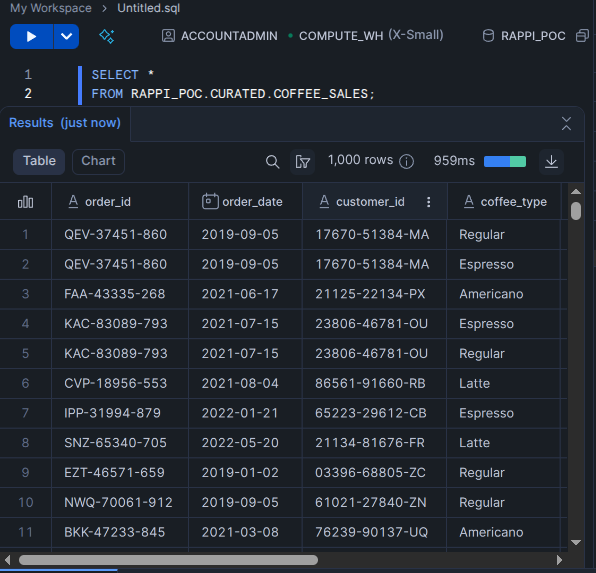 My Workspace > Untitled.sql
ACCOUNTADMIN • COMPUTE_WH (X-Small) RAPPI_POC
1 SELECT *
2 FROM RAPPI_POC.CURATED.COFFEE_SALES;
Results (just now)
Table Chart 1,000 rows 959ms
A order_id order_date A customer_id A coffee_type
1 QEV-37451-860 2019-09-05 17670-51384-MA Regular
2 QEV-37451-860 2019-09-05 17670-51384-MA Espresso
3 FAA-43335-268 2021-06-17 21125-22134-PX Americano
4 KAC-83089-793 2021-07-15 23806-46781-OU Espresso
5 KAC-83089-793 2021-07-15 23806-46781-OU Regular
6 CVP-18956-553 2021-08-04 86561-91660-RB Latte
7 IPP-31994-879 2022-01-21 65223-29612-CB Espresso
8 SNZ-65340-705 2022-05-20 21134-81676-FR Latte
9 EZT-46571-659 2019-01-02 03396-68805-ZC Regular
10 NWQ-70061-912 2019-09-05 61021-27840-ZN Regular
11 BKK-47233-845 2021-03-08 76239-90137-UQ Americano